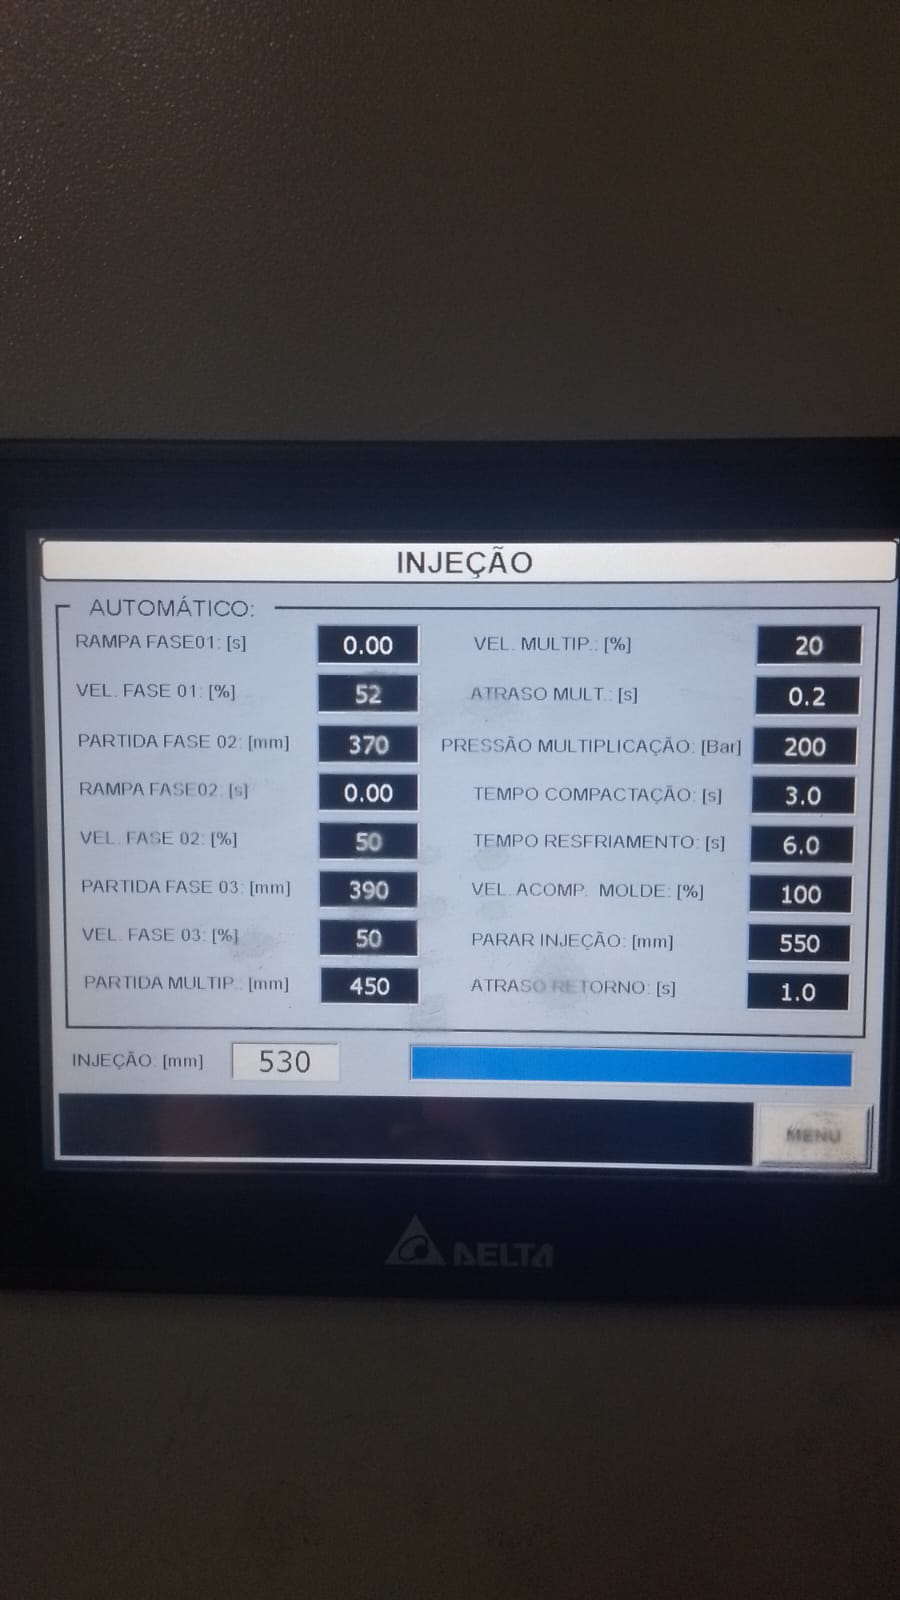 INJEÇÃO
AUTOMÁTICO:
RAMPA FASE01: [s] 0.00
VEL. FASE 01: [%] 52
PARTIDA FASE 02: [mm] 370
RAMPA FASE02: [s] 0.00
VEL. FASE 02: [%] 50
PARTIDA FASE 03: [mm] 390
VEL. FASE 03: [%] 50
PARTIDA MULTIP.: [mm] 450
VEL. MULTIP.: [%] 20
ATRASO MULT.: [s] 0.2
PRESSÃO MULTIPLICAÇÃO: [Bar] 200
TEMPO COMPACTAÇÃO: [s] 3.0
TEMPO RESFRIAMENTO: [s] 6.0
VEL. ACOMP. MOLDE: [%] 100
PARAR INJEÇÃO: [mm] 550
ATRASO RETORNO: [s] 1.0
INJEÇÃO: [mm] 530
MENU
DELTA